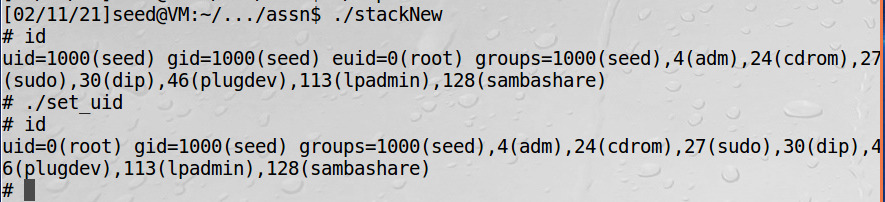 [02/11/21]seed@VM:~/.../assn$ ./stackNew
# id
uid=1000(seed) gid=1000(seed) euid=0(root) groups=1000(seed),4(adm),24(cdrom),27
(sudo),30(dip),46(plugdev),113(lpadmin),128(sambashare)
# ./set_uid
# id
uid=0(root) gid=1000(seed) groups=1000(seed),4(adm),24(cdrom),27(sudo),30(dip),4
6(plugdev),113(lpadmin),128(sambashare)
#